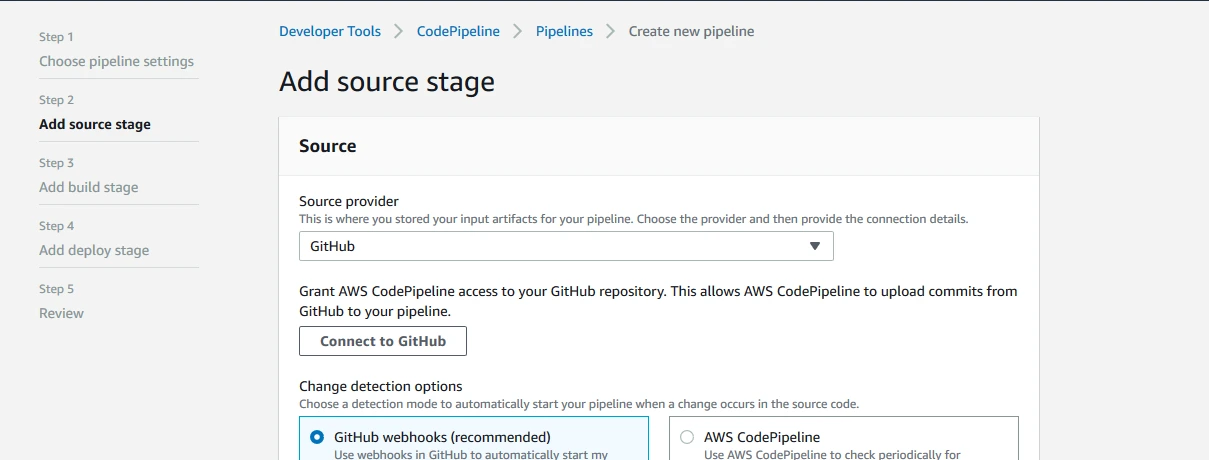 Step 1
Choose pipeline settings
Step 2
Add source stage
Step 3
Add build stage
Step 4
Add deploy stage
Step 5
Review
Developer Tools > CodePipeline > Pipelines > Create new pipeline
Add source stage
Source
Source provider
This is where you stored your input artifacts for your pipeline. Choose the provider and then provide the connection details.
GitHub
Grant AWS CodePipeline access to your GitHub repository. This allows AWS CodePipeline to upload commits from
GitHub to your pipeline.
Connect to GitHub
Change detection options
Choose a detection mode to automatically start your pipeline when a change occurs in the source code.
GitHub webhooks (recommended)
Use webhooks in GitHub to automatically start my
AWS CodePipeline
Use AWS CodePipeline to check periodically for